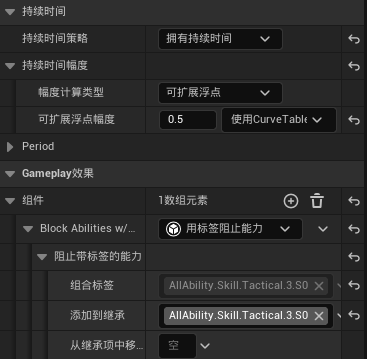 持续时间
持续时间策略 拥有持续时间
持续时间幅度
幅度计算类型 可扩展浮点
可扩展浮点幅度 0.5 使用CurveTable
Period
Gameplay效果
组件 1数组元素
Block Abilities w/... 用标签阻止能力
阻止带标签的能力
组合标签 AllAbility.Skill.Tactical.3.S0
添加到继承 AllAbility.Skill.Tactical.3.S0
从继承项中移... 空